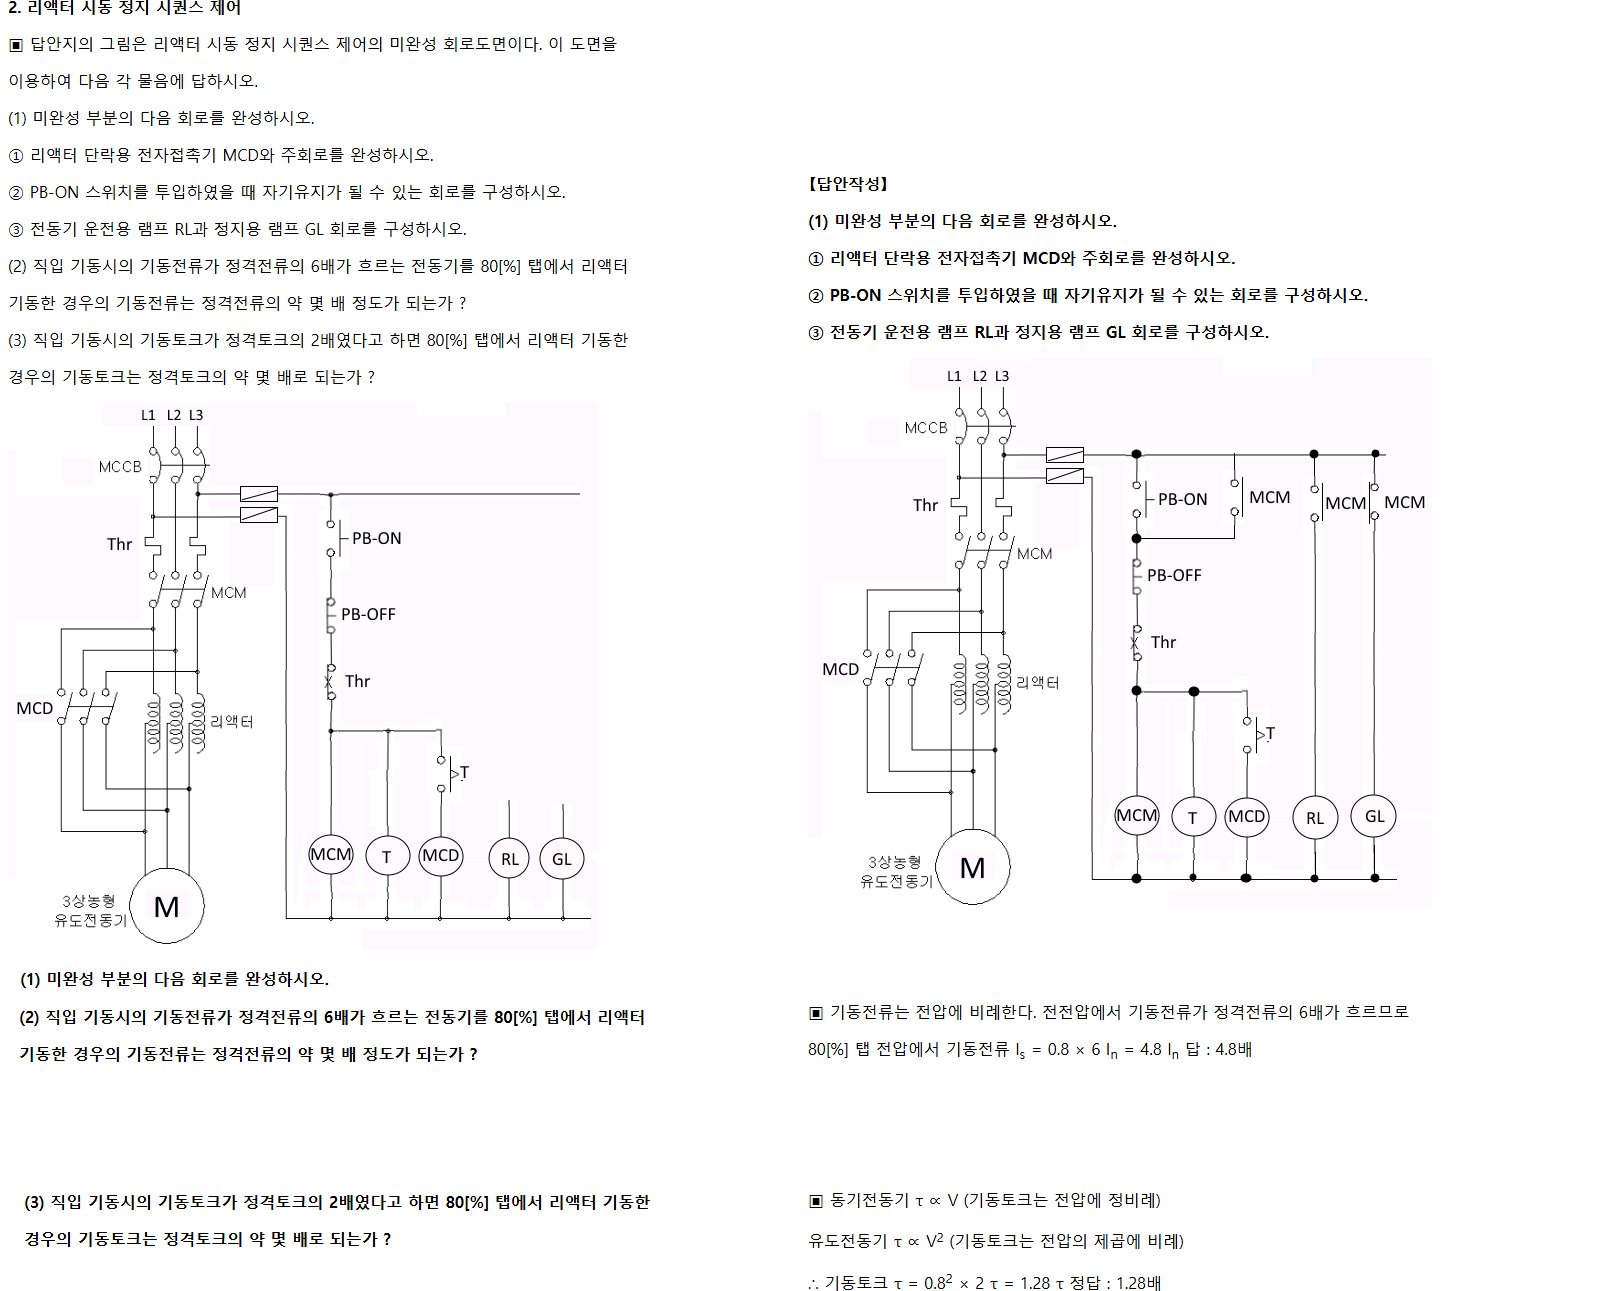 2. 리액터 시동 정지 시퀀스 제어
▣ 답안지의 그림은 리액터 시동 정지 시퀀스 제어의 미완성 회로도면이다. 이 도면을
이용하여 다음 각 물음에 답하시오.
(1) 미완성 부분의 다음 회로를 완성하시오.
① 리액터 단락용 전자접촉기 MCD와 주회로를 완성하시오.
② PB-ON 스위치를 투입하였을 때 자기유지가 될 수 있는 회로를 구성하시오.
③ 전동기 운전용 램프 RL과 정지용 램프 GL 회로를 구성하시오.
(2) 직입 기동시의 기동전류가 정격전류의 6배가 흐르는 전동기를 80[%] 탭에서 리액터
기동한 경우의 기동전류는 정격전류의 약 몇 배 정도가 되는가 ?
(3) 직입 기동시의 기동토크가 정격토크의 2배였다고 하면 80[%] 탭에서 리액터 기동한
경우의 기동토크는 정격토크의 약 몇 배로 되는가 ?
L1 L2 L3
MCCB
Thr
PB-ON
MCM
PB-OFF
Thr
MCD
리액터
T
MCM T MCD RL GL
3상농형
유도전동기
M
(1) 미완성 부분의 다음 회로를 완성하시오.
(2) 직입 기동시의 기동전류가 정격전류의 6배가 흐르는 전동기를 80[%] 탭에서 리액터
기동한 경우의 기동전류는 정격전류의 약 몇 배 정도가 되는가 ?
(3) 직입 기동시의 기동토크가 정격토크의 2배였다고 하면 80[%] 탭에서 리액터 기동한
경우의 기동토크는 정격토크의 약 몇 배로 되는가 ?
【답안작성】
(1) 미완성 부분의 다음 회로를 완성하시오.
① 리액터 단락용 전자접촉기 MCD와 주회로를 완성하시오.
② PB-ON 스위치를 투입하였을 때 자기유지가 될 수 있는 회로를 구성하시오.
③ 전동기 운전용 램프 RL과 정지용 램프 GL 회로를 구성하시오.
L1 L2 L3
MCCB
Thr
PB-ON MCM MCM MCM
MCM
PB-OFF
Thr
MCD
리액터
T
MCM T MCD RL GL
3상농형
유도전동기
M
▣ 기동전류는 전압에 비례한다. 전전압에서 기동전류가 정격전류의 6배가 흐르므로
80[%] 탭 전압에서 기동전류 Iₛ = 0.8 × 6 Iₙ = 4.8 Iₙ 답 : 4.8배
▣ 동기전동기 τ ∝ V (기동토크는 전압에 정비례)
유도전동기 τ ∝ V² (기동토크는 전압의 제곱에 비례)
∴ 기동토크 τ = 0.8² × 2 τ = 1.28 τ 정답 : 1.28배